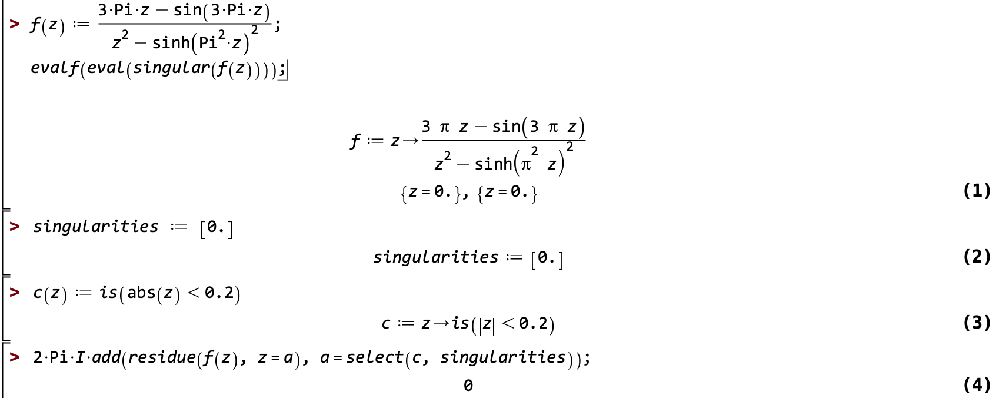 > f(z) := (3·Pi·z − sin(3·Pi·z))/(z^2 − sinh(Pi^2·z)^2);
evalf(eval(singular(f(z))));
f := z→(3 π z − sin(3 π z))/(z^2 − sinh(π^2 z)^2)
{z = 0.}, {z = 0.} (1)
> singularities := [0.]
singularities := [0.] (2)
> c(z) := is(abs(z) < 0.2)
c := z→is(|z| < 0.2) (3)
> 2·Pi·I·add(residue(f(z), z = a), a = select(c, singularities));
0 (4)